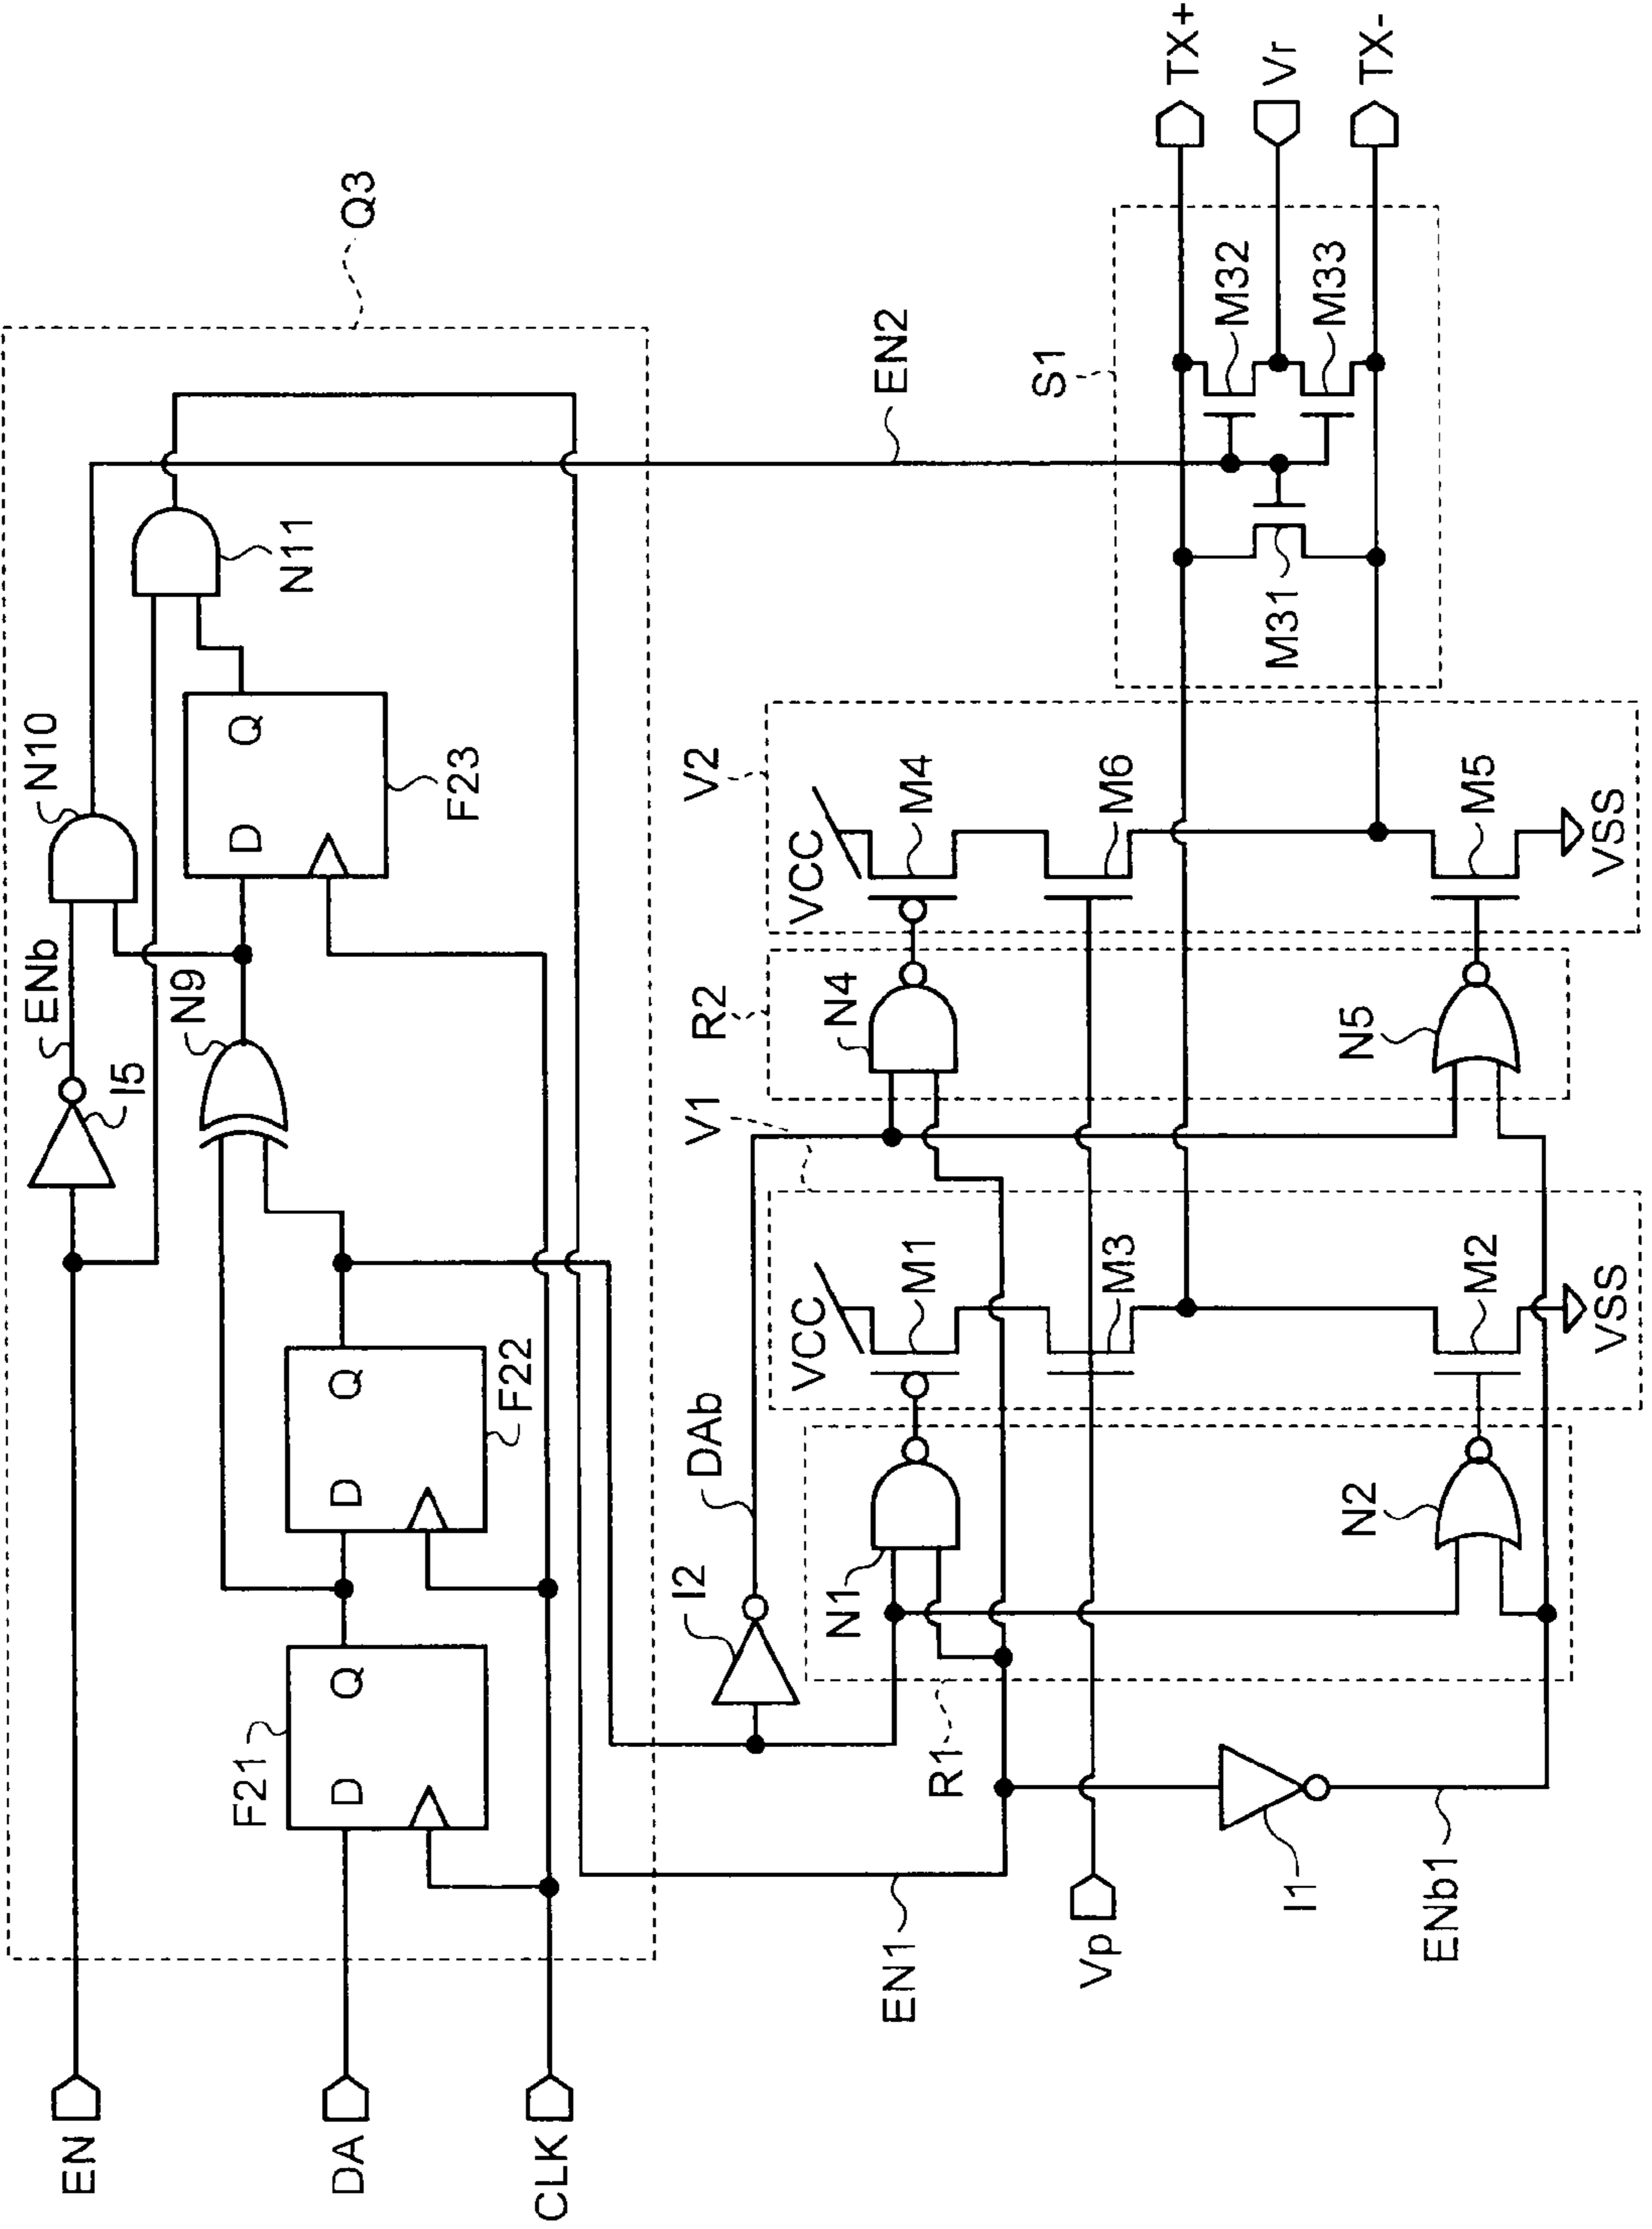 EN
DA
CLK
Q3
I5
ENb
N10
N11
N9
F21
D
Q
F22
D
Q
F23
D
Q
EN2
I2
DAb
V1
R2
V2
S1
R1
N1
N2
VCC
M1
M3
M2
VSS
N4
N5
VCC
M4
M6
M5
VSS
M31
M32
M33
TX+
Vr
TX-
EN1
Vp
I1
ENb1